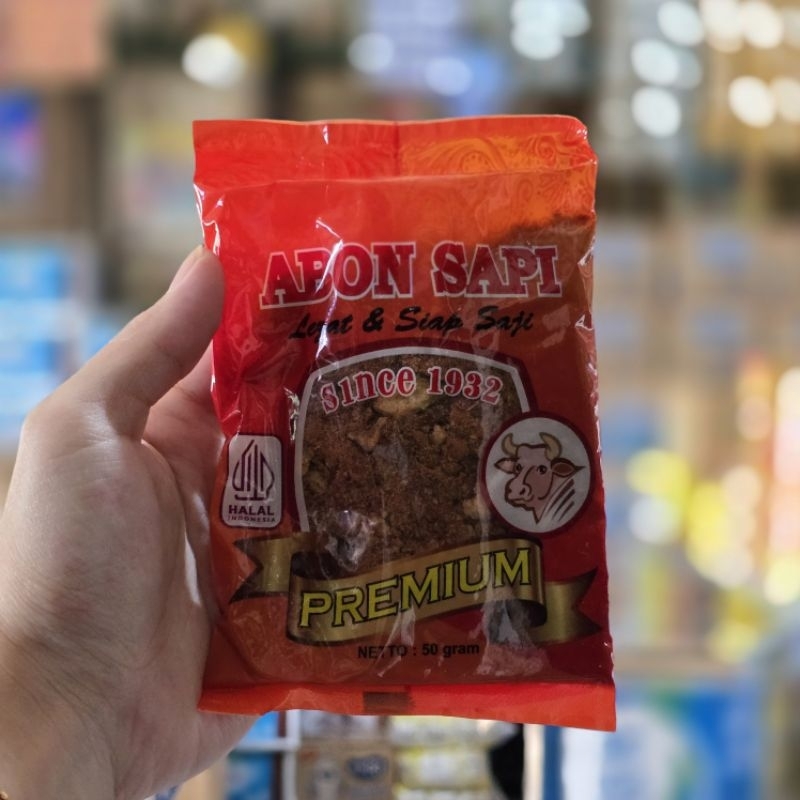 ABON SAPI
Lezat & Siap Saji
Since 1932
HALAL
INDONESIA
PREMIUM
NETTO : 50 gram